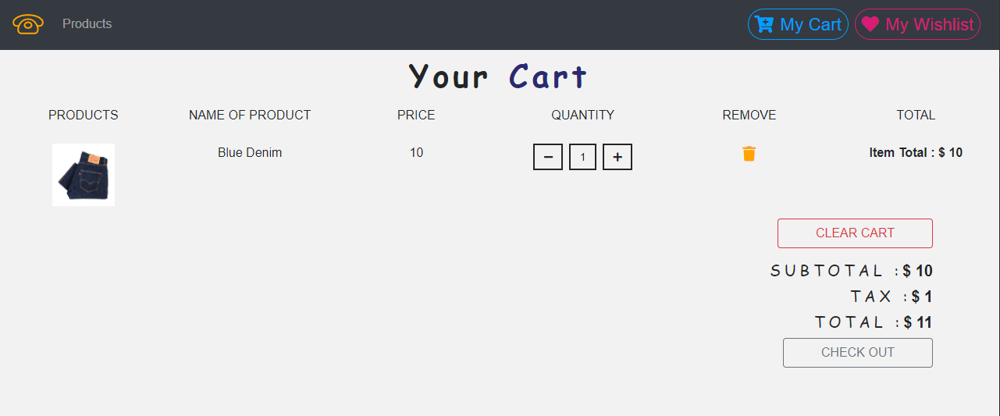 Products My Cart My Wishlist
Your Cart
PRODUCTS NAME OF PRODUCT PRICE QUANTITY REMOVE TOTAL
Blue Denim 10 1 Item Total : $ 10
CLEAR CART
SUBTOTAL : $ 10
TAX : $ 1
TOTAL : $ 11
CHECK OUT